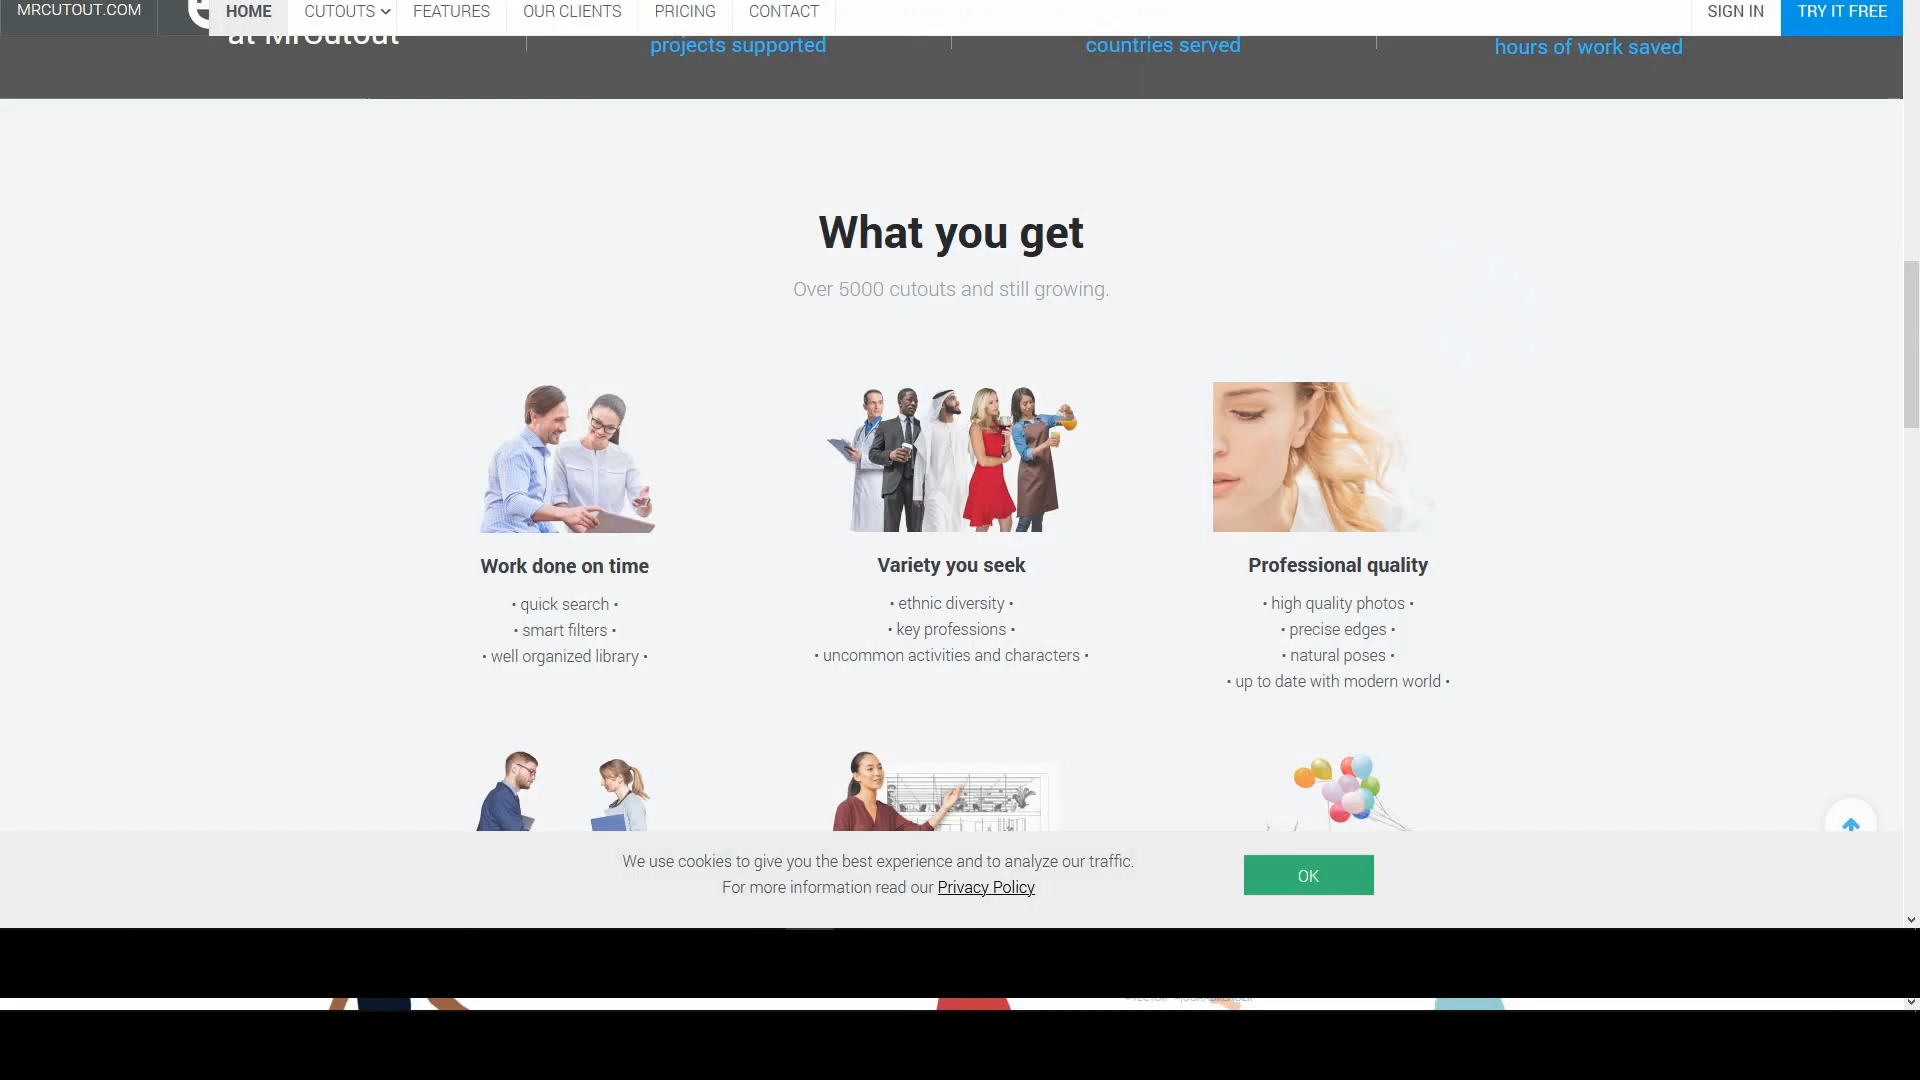 MRCUTOUT.COM
HOME
CUTOUTS
FEATURES
OUR CLIENTS
PRICING
CONTACT
SIGN IN
TRY IT FREE
at MrCutout
projects supported
countries served
hours of work saved
What you get
Over 5000 cutouts and still growing.
Work done on time
• quick search •
• smart filters •
• well organized library •
Variety you seek
• ethnic diversity •
• key professions •
• uncommon activities and characters •
Professional quality
• high quality photos •
• precise edges •
• natural poses •
• up to date with modern world •
We use cookies to give you the best experience and to analyze our traffic.
For more information read our Privacy Policy
OK